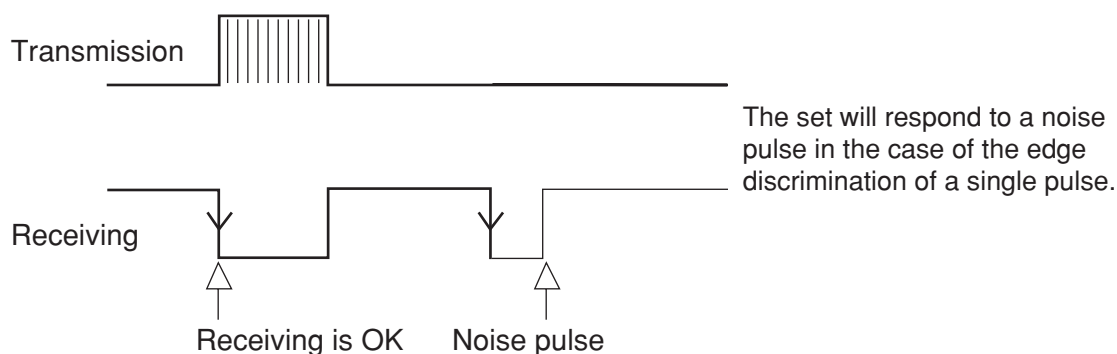 Transmission
The set will respond to a noise
pulse in the case of the edge
discrimination of a single pulse.
Receiving
Receiving is OK
Noise pulse